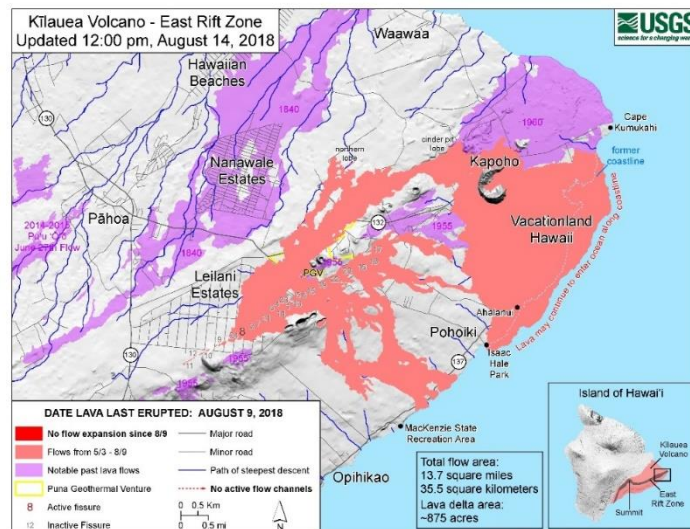 Kīlauea Volcano - East Rift Zone
Updated 12:00 pm, August 14, 2018
USGS
science for a changing world
Waawaa
Hawaiian
Beaches
1840
130
1960
Cape
Kumukahi
northern
lobe
cinder pit
lobe
former
coastline
Nanawale
Estates
Kapoho
Pāhoa
132
2014-2015
June 27th Flow
1840
1955
Vacationland
Hawaii
Leilani
Estates
PGV
Lava may continue to enter ocean along coastline
8
Ahalanu
Pohoiki
130
1955
1955
137
Isaac
Hale
Park
MacKenzie State
Recreation Area
Opihikao
DATE LAVA LAST ERUPTED: AUGUST 9, 2018
No flow expansion since 8/9
Flows from 5/3 - 8/9
Notable past lava flows
Puna Geothermal Venture
8 Active fissure
12 Inactive Fissure
Major road
Minor road
Path of steepest descent
No active flow channels
0 0.5 Km
0 0.5 mi
N
Total flow area:
13.7 square miles
35.5 square kilometers
Lava delta area:
~875 acres
Island of Hawai'i
Kīlauea
Volcano
East
Rift Zone
Summit